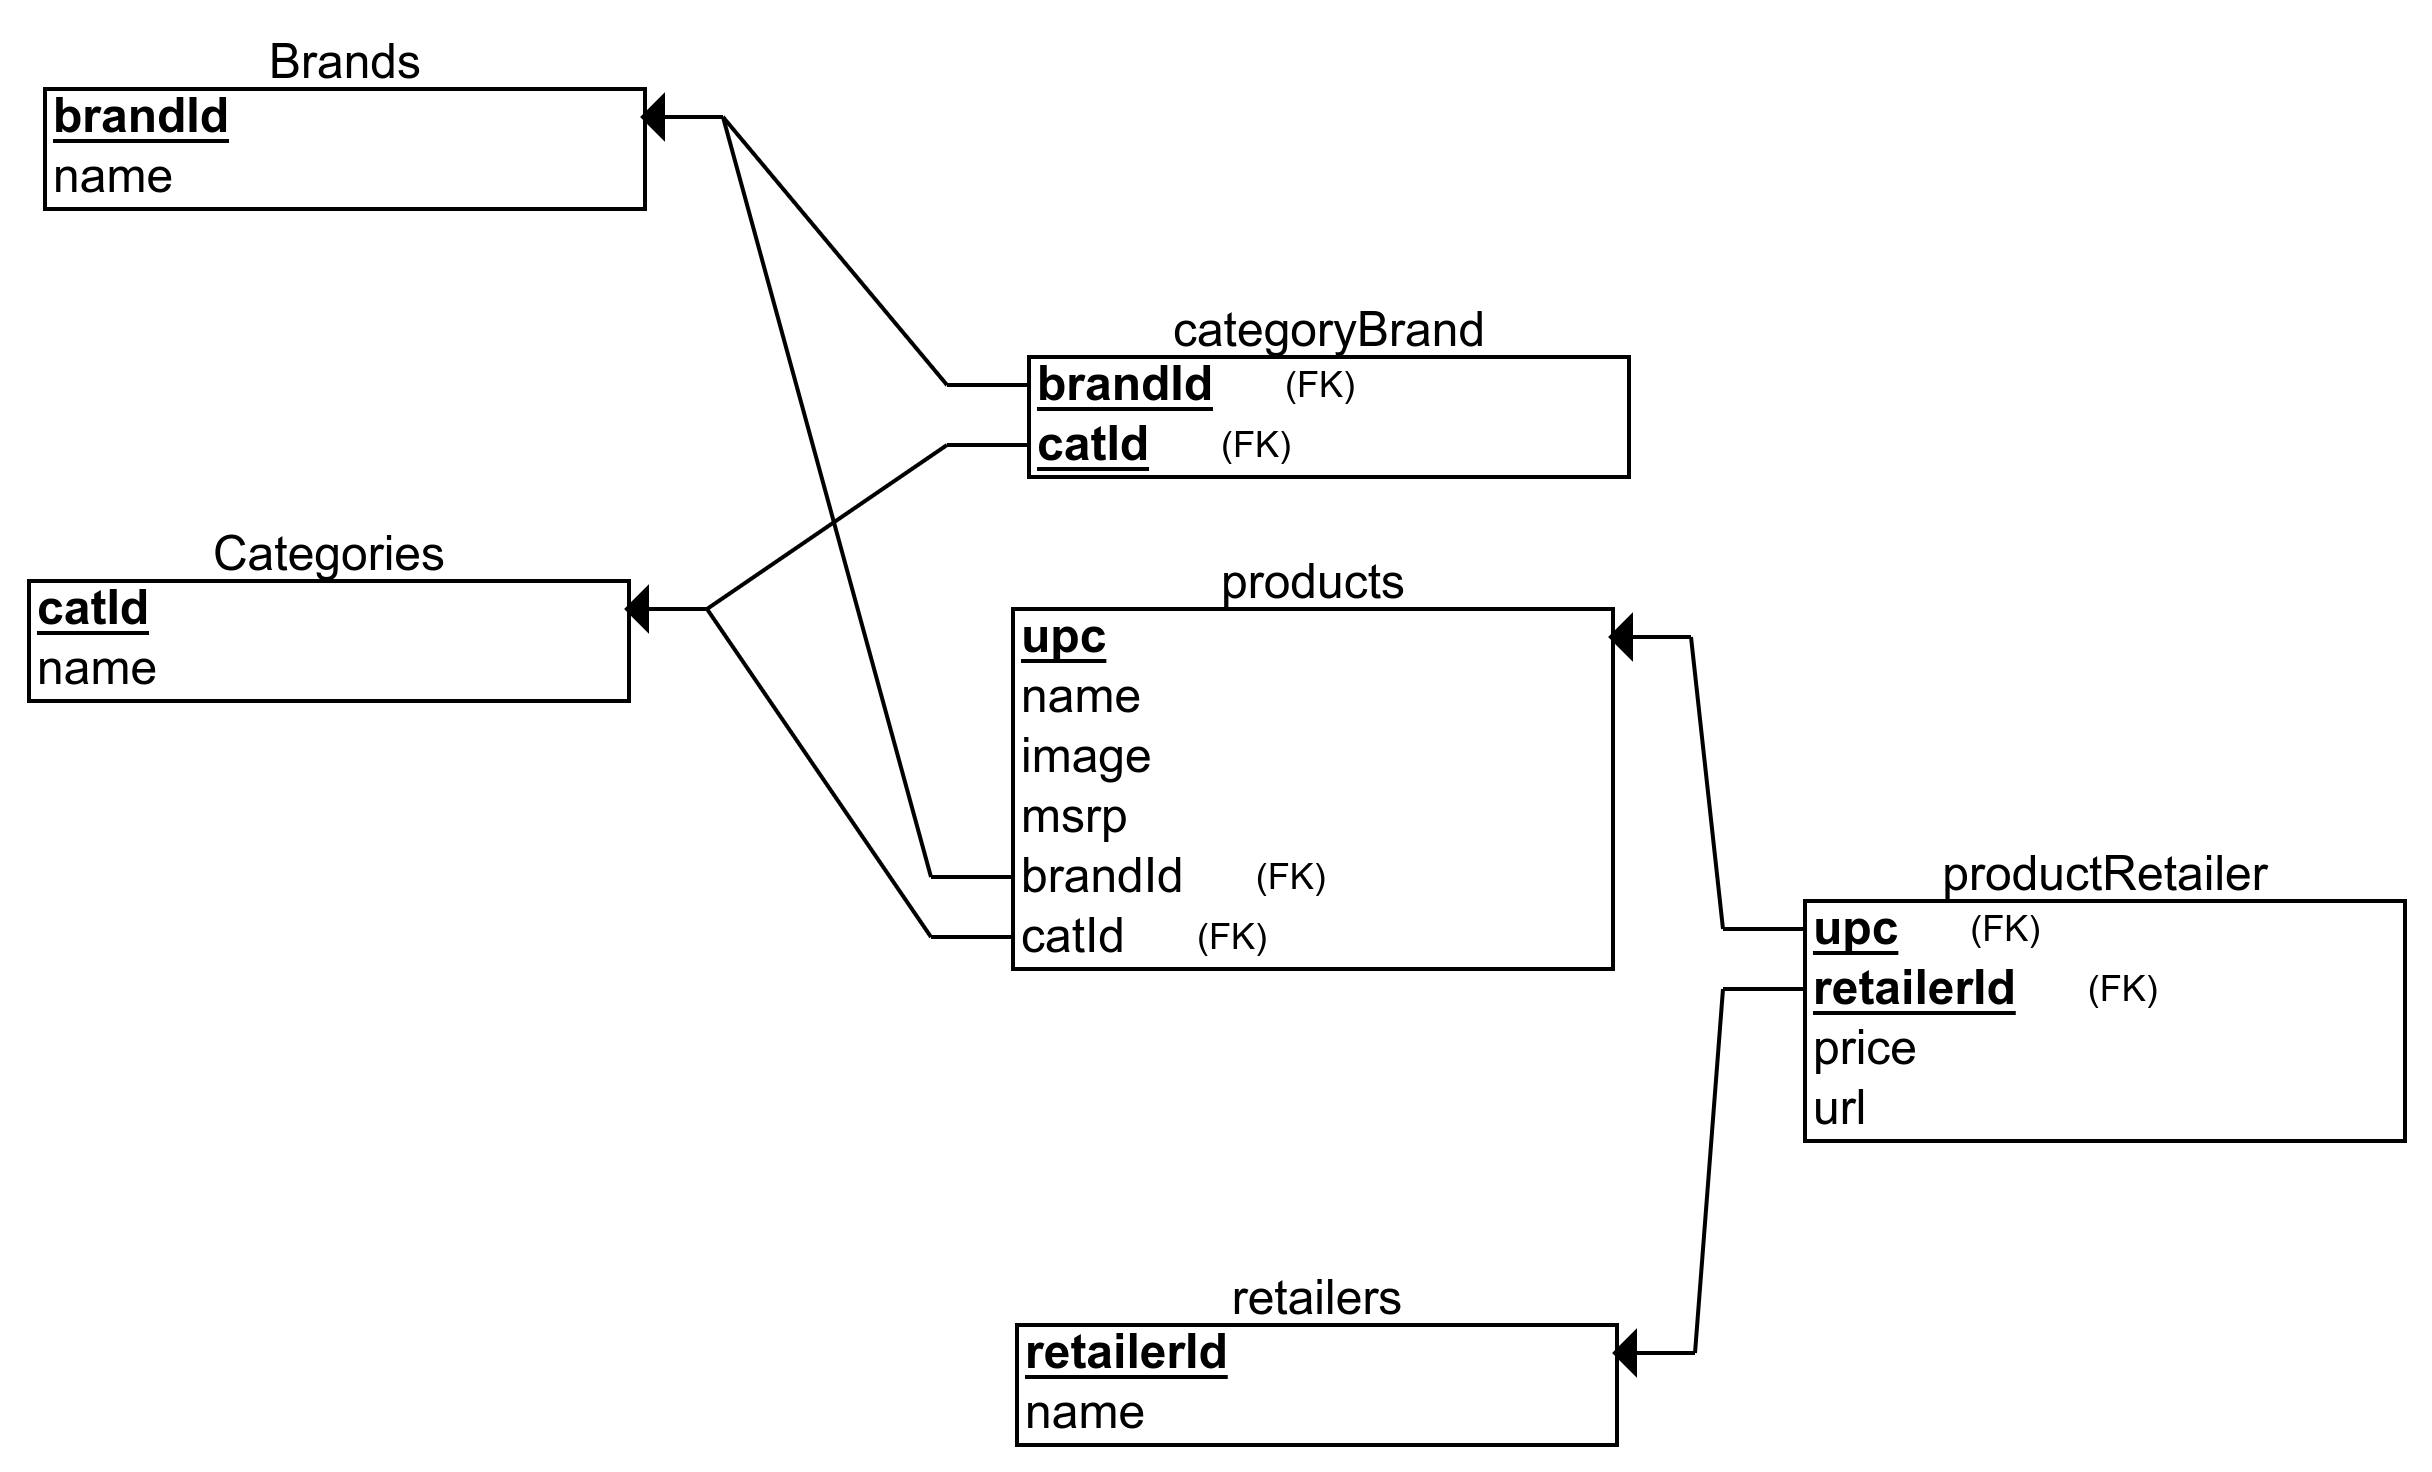 Brands
brandId
name
categoryBrand
brandId (FK)
catId (FK)
Categories
catId
name
products
upc
name
image
msrp
brandId (FK)
catId (FK)
productRetailer
upc (FK)
retailerId (FK)
price
url
retailers
retailerId
name